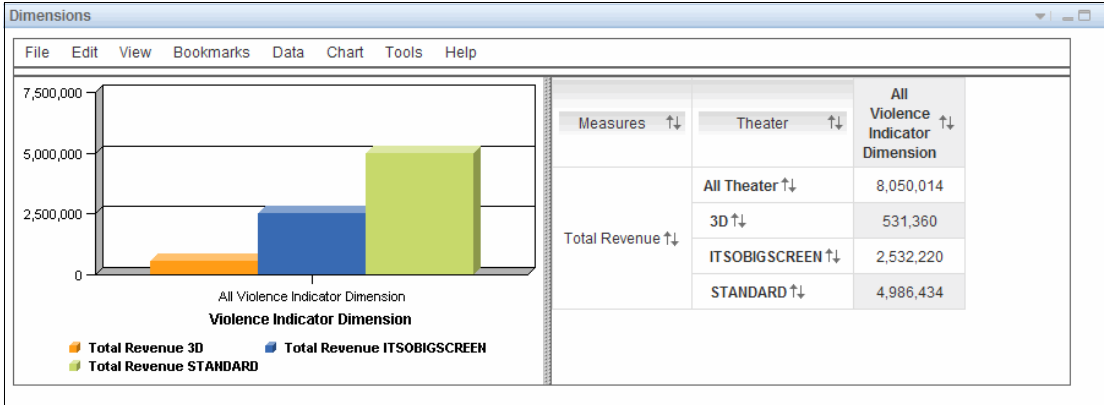 Dimensions
File Edit View Bookmarks Data Chart Tools Help
7,500,000
5,000,000
2,500,000
0
All Violence Indicator Dimension
Violence Indicator Dimension
Total Revenue 3D Total Revenue ITSOBIGSCREEN
Total Revenue STANDARD
Measures Theater All
Violence
Indicator
Dimension
Total Revenue
All Theater 8,050,014
3D 531,360
ITSOBIGSCREEN 2,532,220
STANDARD 4,986,434